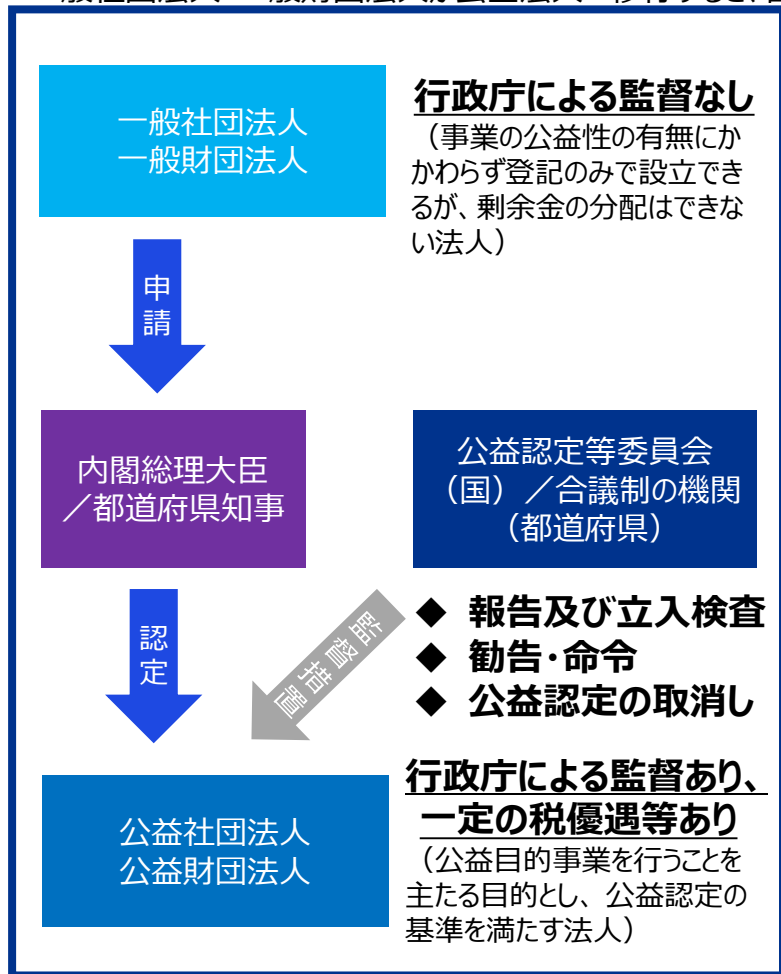 一般社団法人
一般財団法人
行政庁による監督なし
（事業の公益性の有無にか
かわらず登記のみで設立でき
るが、剰余金の分配はできな
い法人）
申
請
内閣総理大臣
／都道府県知事
公益認定等委員会
（国）／合議制の機関
（都道府県）
認
定
監督措置
◆ 報告及び立入検査
◆ 勧告・命令
◆ 公益認定の取消し
公益社団法人
公益財団法人
行政庁による監督あり、
一定の税優遇等あり
（公益目的事業を行うことを
主たる目的とし、公益認定の
基準を満たす法人）